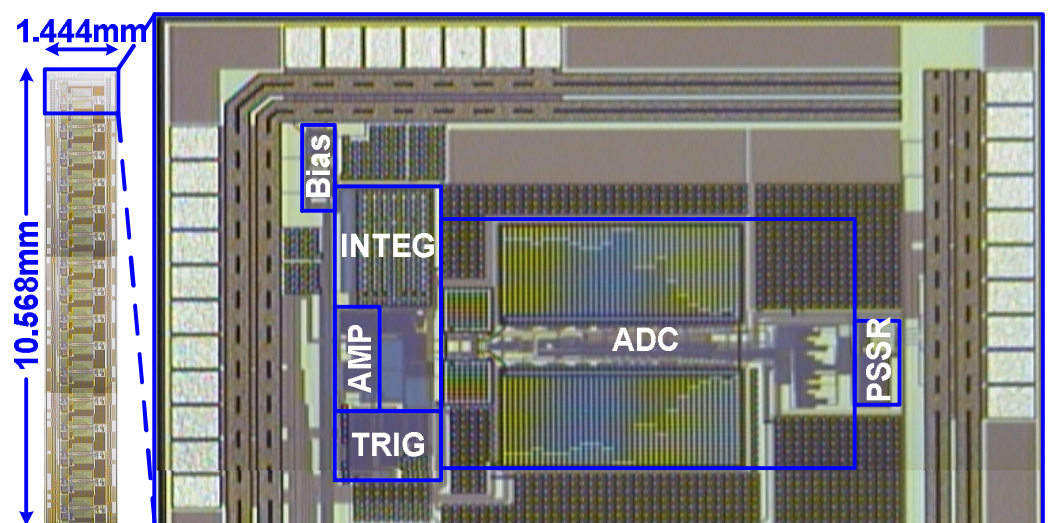 1.444mm
10.568mm
Bias
INTEG
AMP
ADC
PSSR
TRIG